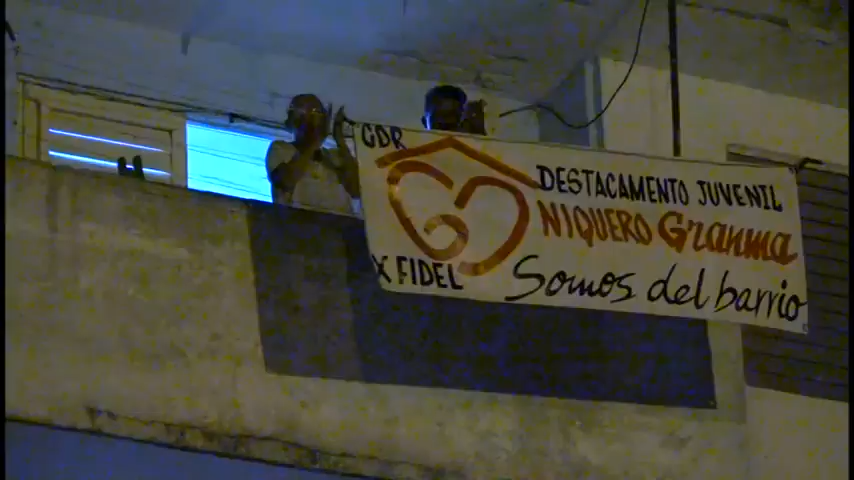 CDR
DESTACAMENTO JUVENIL
NIQUERO Granma
X FIDEL
Somos del barrio